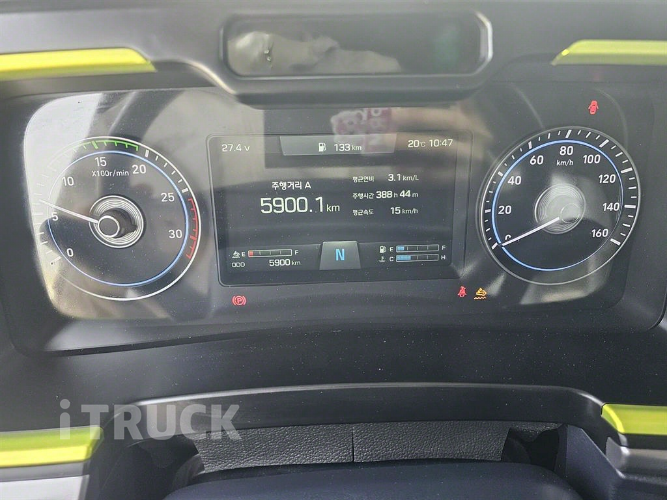 27.4 V
133 km
20℃ 10:47
주행거리 A
5900.1 km
평균연비 3.1 km/L
주행시간 388 h 44 m
평균속도 15 km/h
E F
5900 km
N
E F
C H
0 5 10 15 20 25 30
X100r/min
0 20 40 60 80 100 120 140 160
km/h
P
iTRUCK